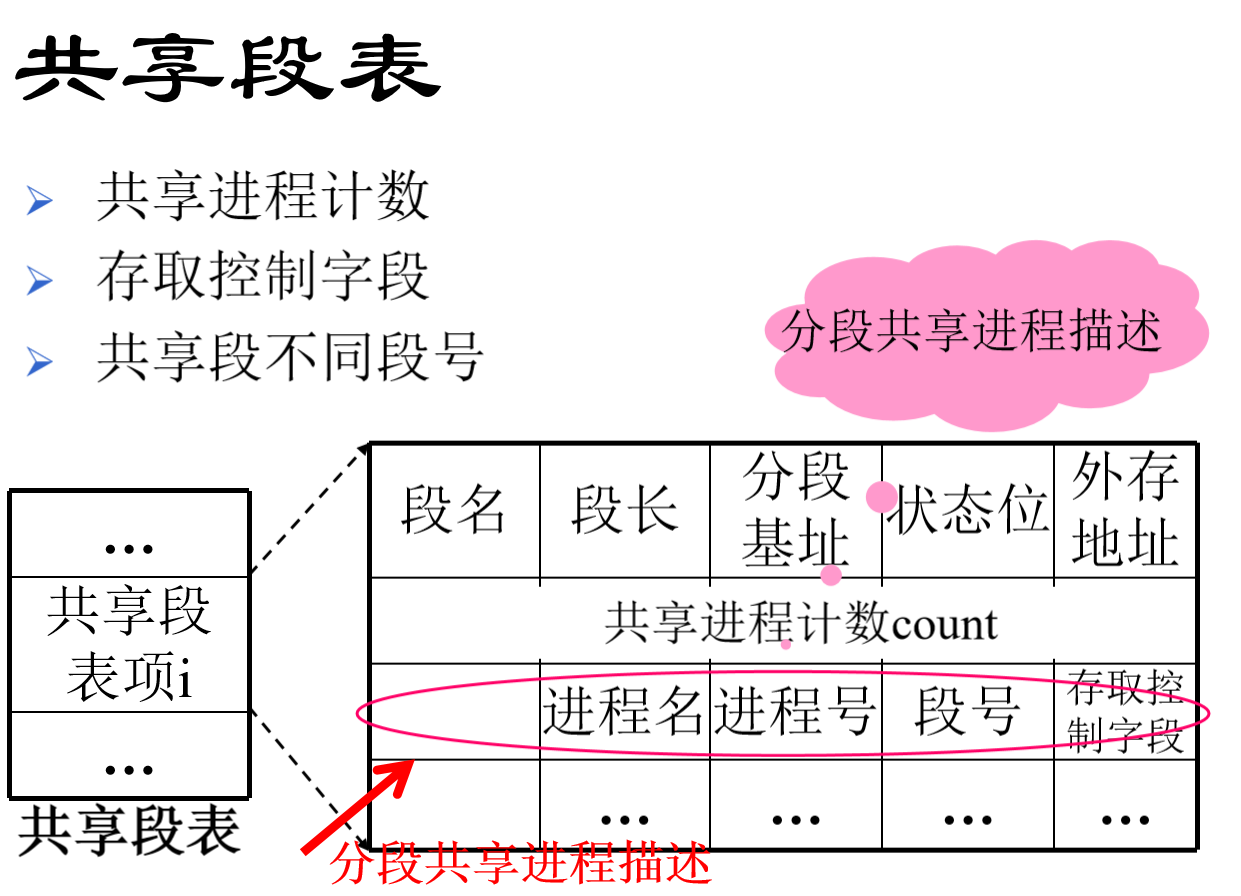 共享段表
共享进程计数
存取控制字段
共享段不同段号
分段共享进程描述
…
共享段
表项i
…
共享段表
段名 段长 分段基址 状态位 外存地址
共享进程计数count
进程名 进程号 段号 存取控制字段
… … … …
分段共享进程描述